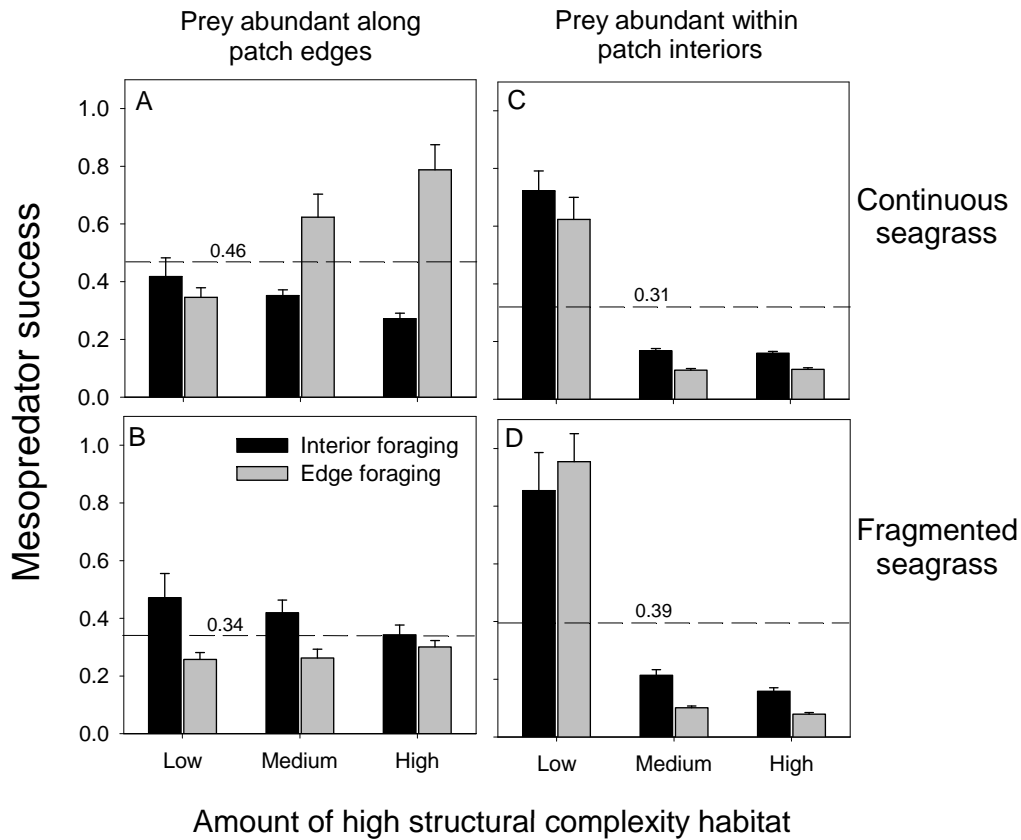 Prey abundant along
patch edges
Prey abundant within
patch interiors
A
1.0
0.8
0.6
0.46
0.4
0.2
0.0
C
0.31
Continuous
seagrass
Mesopredator success
B
1.0
Interior foraging
Edge foraging
0.8
0.6
0.4
0.34
0.2
0.0
D
0.39
Fragmented
seagrass
Low Medium High
Low Medium High
Amount of high structural complexity habitat